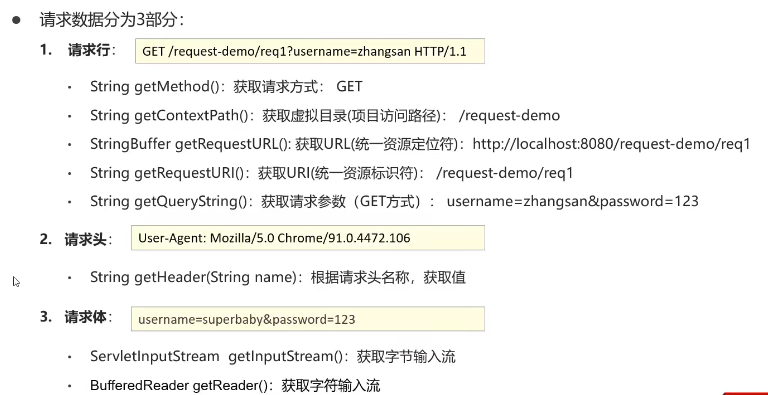 ● 请求数据分为3部分：
1. 请求行： GET /request-demo/req1?username=zhangsan HTTP/1.1
• String getMethod()：获取请求方式： GET
• String getContextPath()：获取虚拟目录(项目访问路径)： /request-demo
• StringBuffer getRequestURL(): 获取URL(统一资源定位符)：http://localhost:8080/request-demo/req1
• String getRequestURI()：获取URI(统一资源标识符)： /request-demo/req1
• String getQueryString()：获取请求参数（GET方式）： username=zhangsan&password=123
2. 请求头： User-Agent: Mozilla/5.0 Chrome/91.0.4472.106
• String getHeader(String name)：根据请求头名称，获取值
3. 请求体： username=superbaby&password=123
• ServletInputStream getInputStream()：获取字节输入流
• BufferedReader getReader()：获取字符输入流